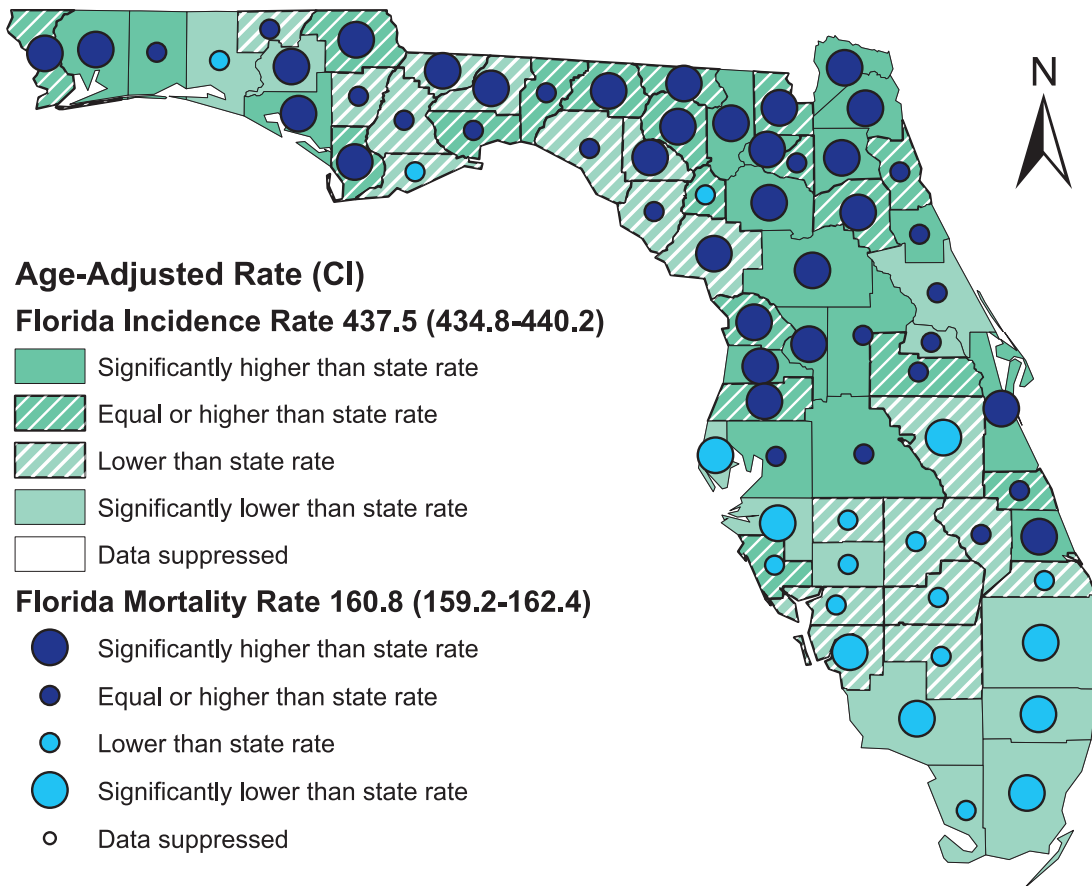 N
Age-Adjusted Rate (CI)
Florida Incidence Rate 437.5 (434.8-440.2)
Significantly higher than state rate
Equal or higher than state rate
Lower than state rate
Significantly lower than state rate
Data suppressed
Florida Mortality Rate 160.8 (159.2-162.4)
Significantly higher than state rate
Equal or higher than state rate
Lower than state rate
Significantly lower than state rate
Data suppressed